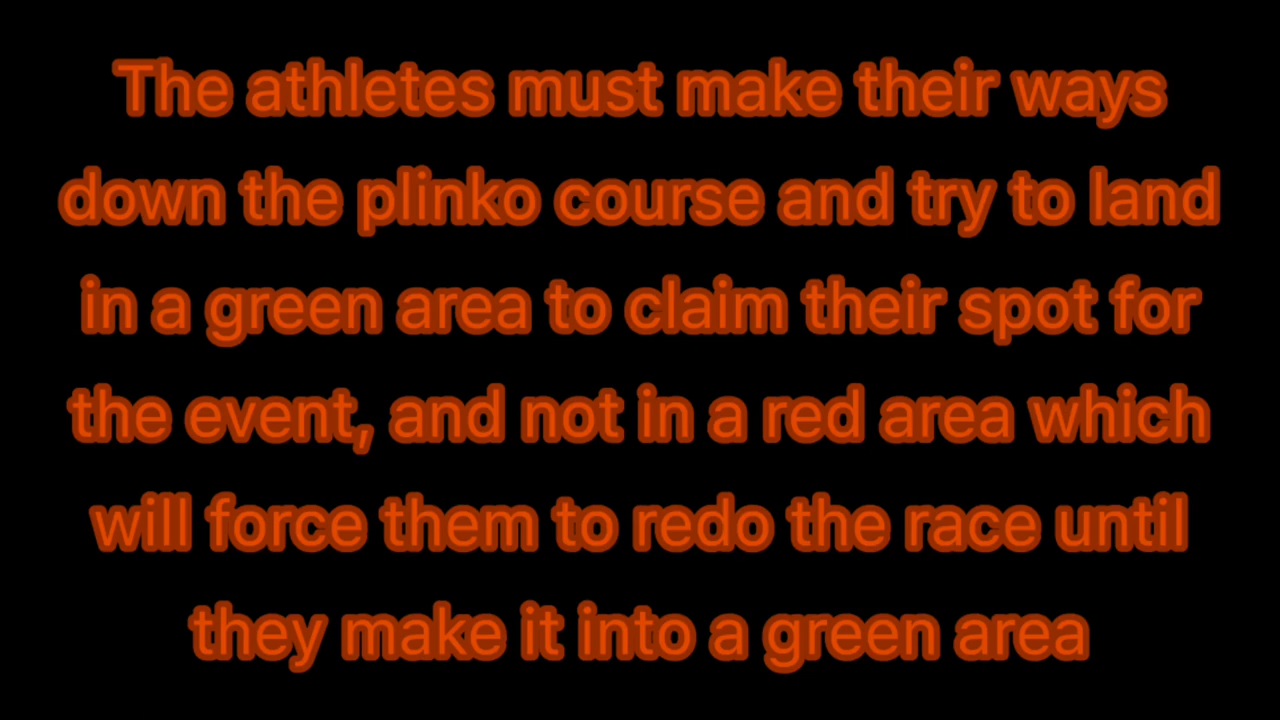 The athletes must make their ways
down the plinko course and try to land
in a green area to claim their spot for
the event, and not in a red area which
will force them to redo the race until
they make it into a green area